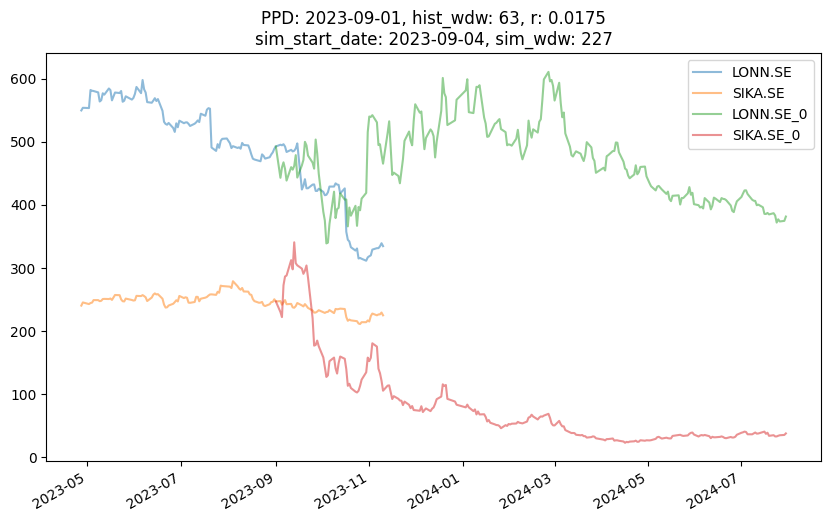 PPD: 2023-09-01, hist_wdw: 63, r: 0.0175
sim_start_date: 2023-09-04, sim_wdw: 227
LONN.SE
SIKA.SE
LONN.SE_0
SIKA.SE_0
600
500
400
300
200
100
0
2023-05
2023-07
2023-09
2023-11
2024-01
2024-03
2024-05
2024-07